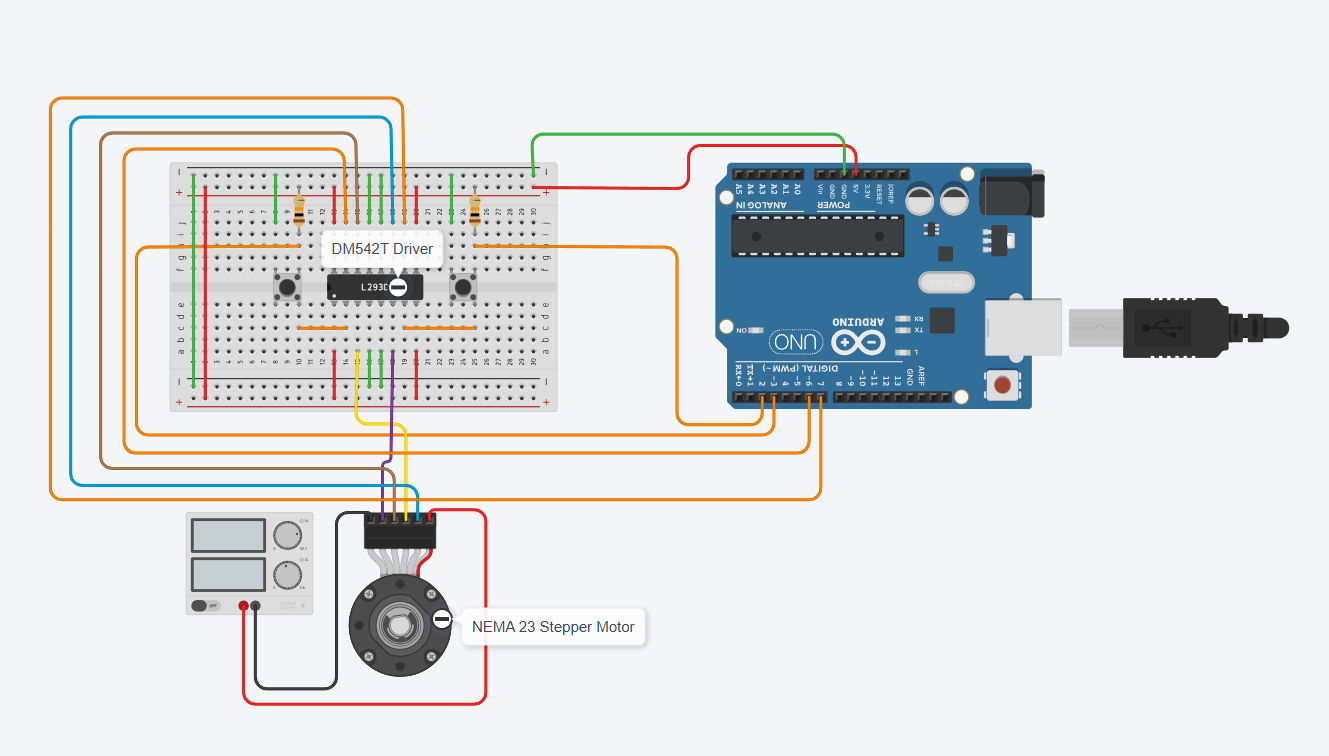 DM542T Driver
L293D
A5
A4
A3
A2
A1
A0
Vin
GND
GND
5V
3.3V
RESET
IOREF
ANALOG IN
POWER
RX
TX
ON
L
ARDUINO
UNO
DIGITAL (PWM~)
RX←0
TX→1
2
~3
4
~5
~6
7
8
~9
~10
~11
12
13
GND
AREF
OFF
NEMA 23 Stepper Motor